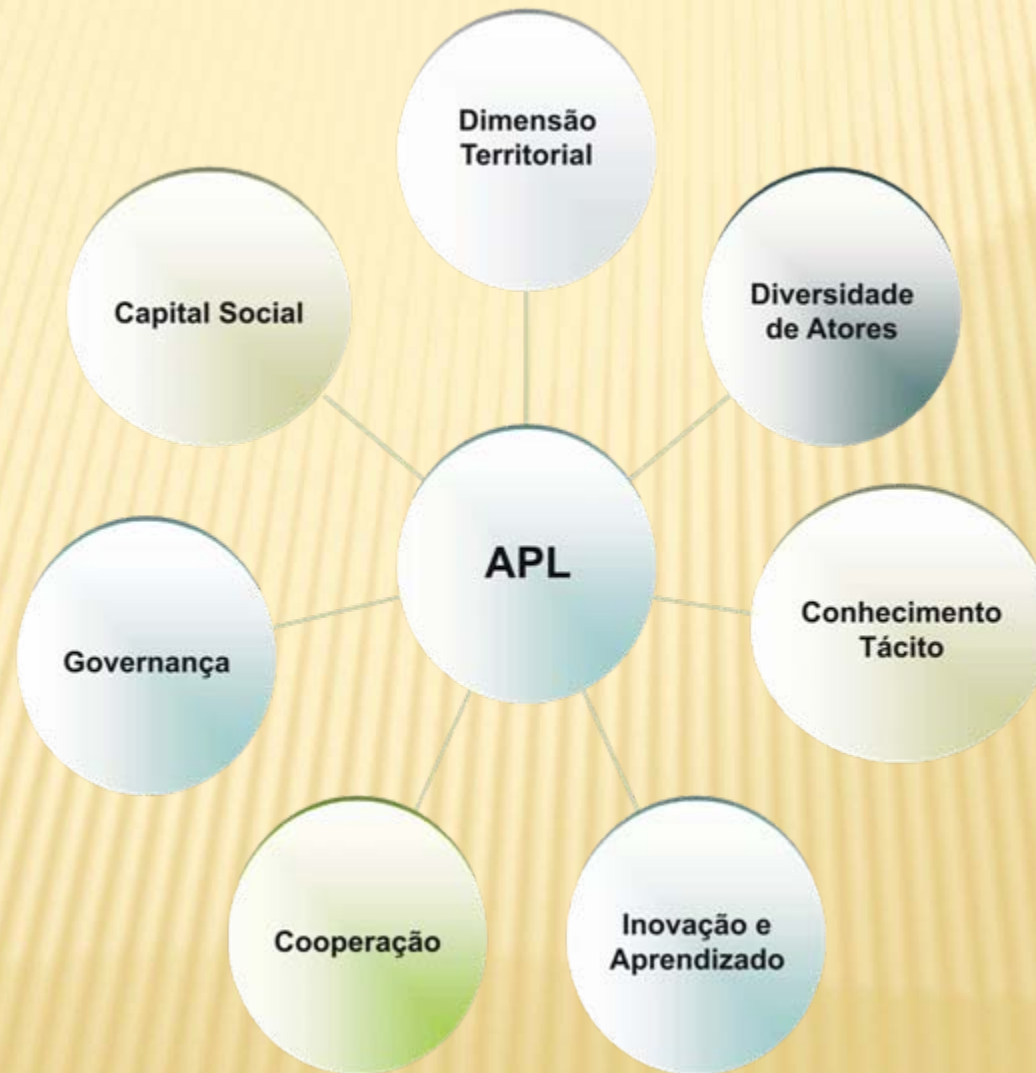 Dimensão
Territorial
Diversidade
de Atores
Conhecimento
Tácito
Inovação e
Aprendizado
Cooperação
Governança
Capital Social
APL